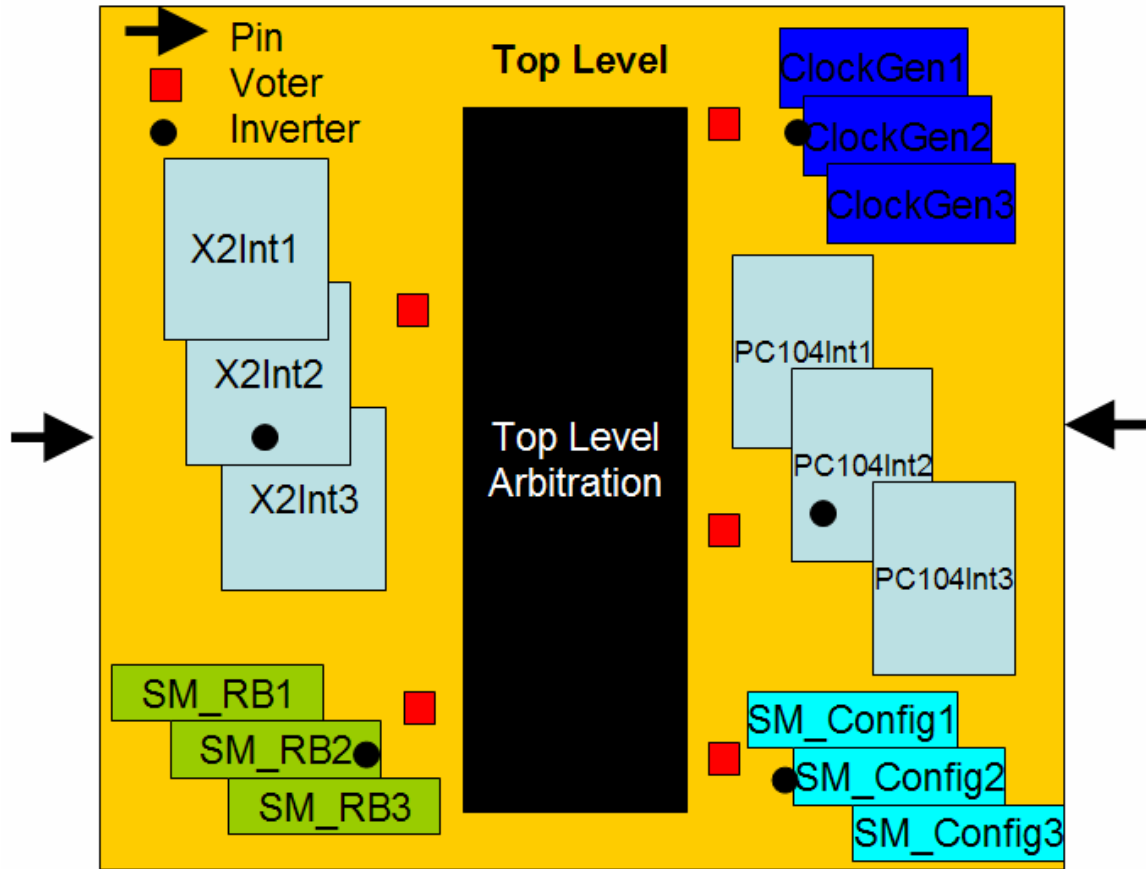 Pin
Voter
Inverter
Top Level
ClockGen1
ClockGen2
ClockGen3
X2Int1
X2Int2
X2Int3
Top Level
Arbitration
PC104Int1
PC104Int2
PC104Int3
SM_RB1
SM_RB2
SM_RB3
SM_Config1
SM_Config2
SM_Config3